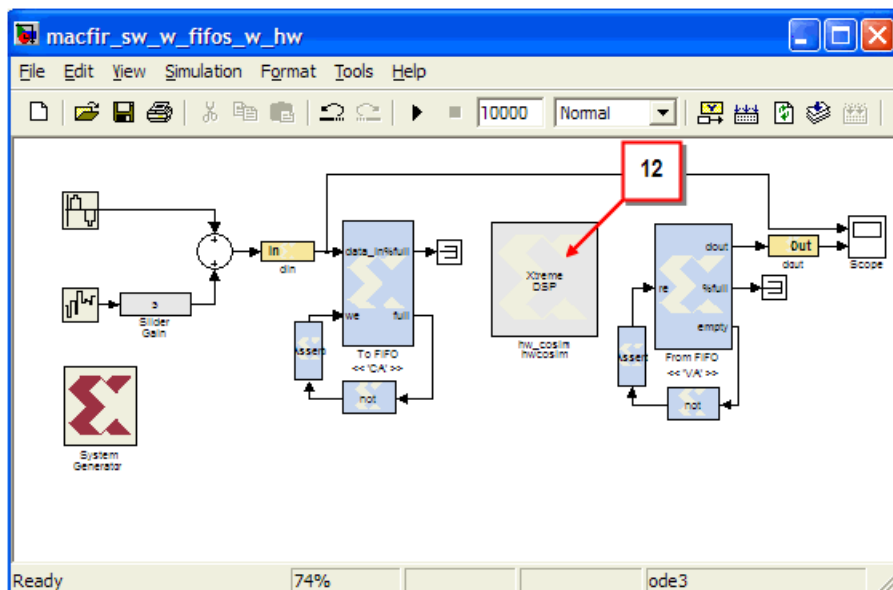 macfir_sw_w_fifos_w_hw
File Edit View Simulation Format Tools Help
10000 Normal
12
In
din
data_in %full
we full
To FIFO
<< 'CA' >>
Assert
not
3
Slider
Gain
System
Generator
Xtreme
DSP
hw_cosim
hwcosim
dout
re %full
empty
From FIFO
<< 'VA' >>
Assert
not
Out
dout
Scope
Ready 74% ode3